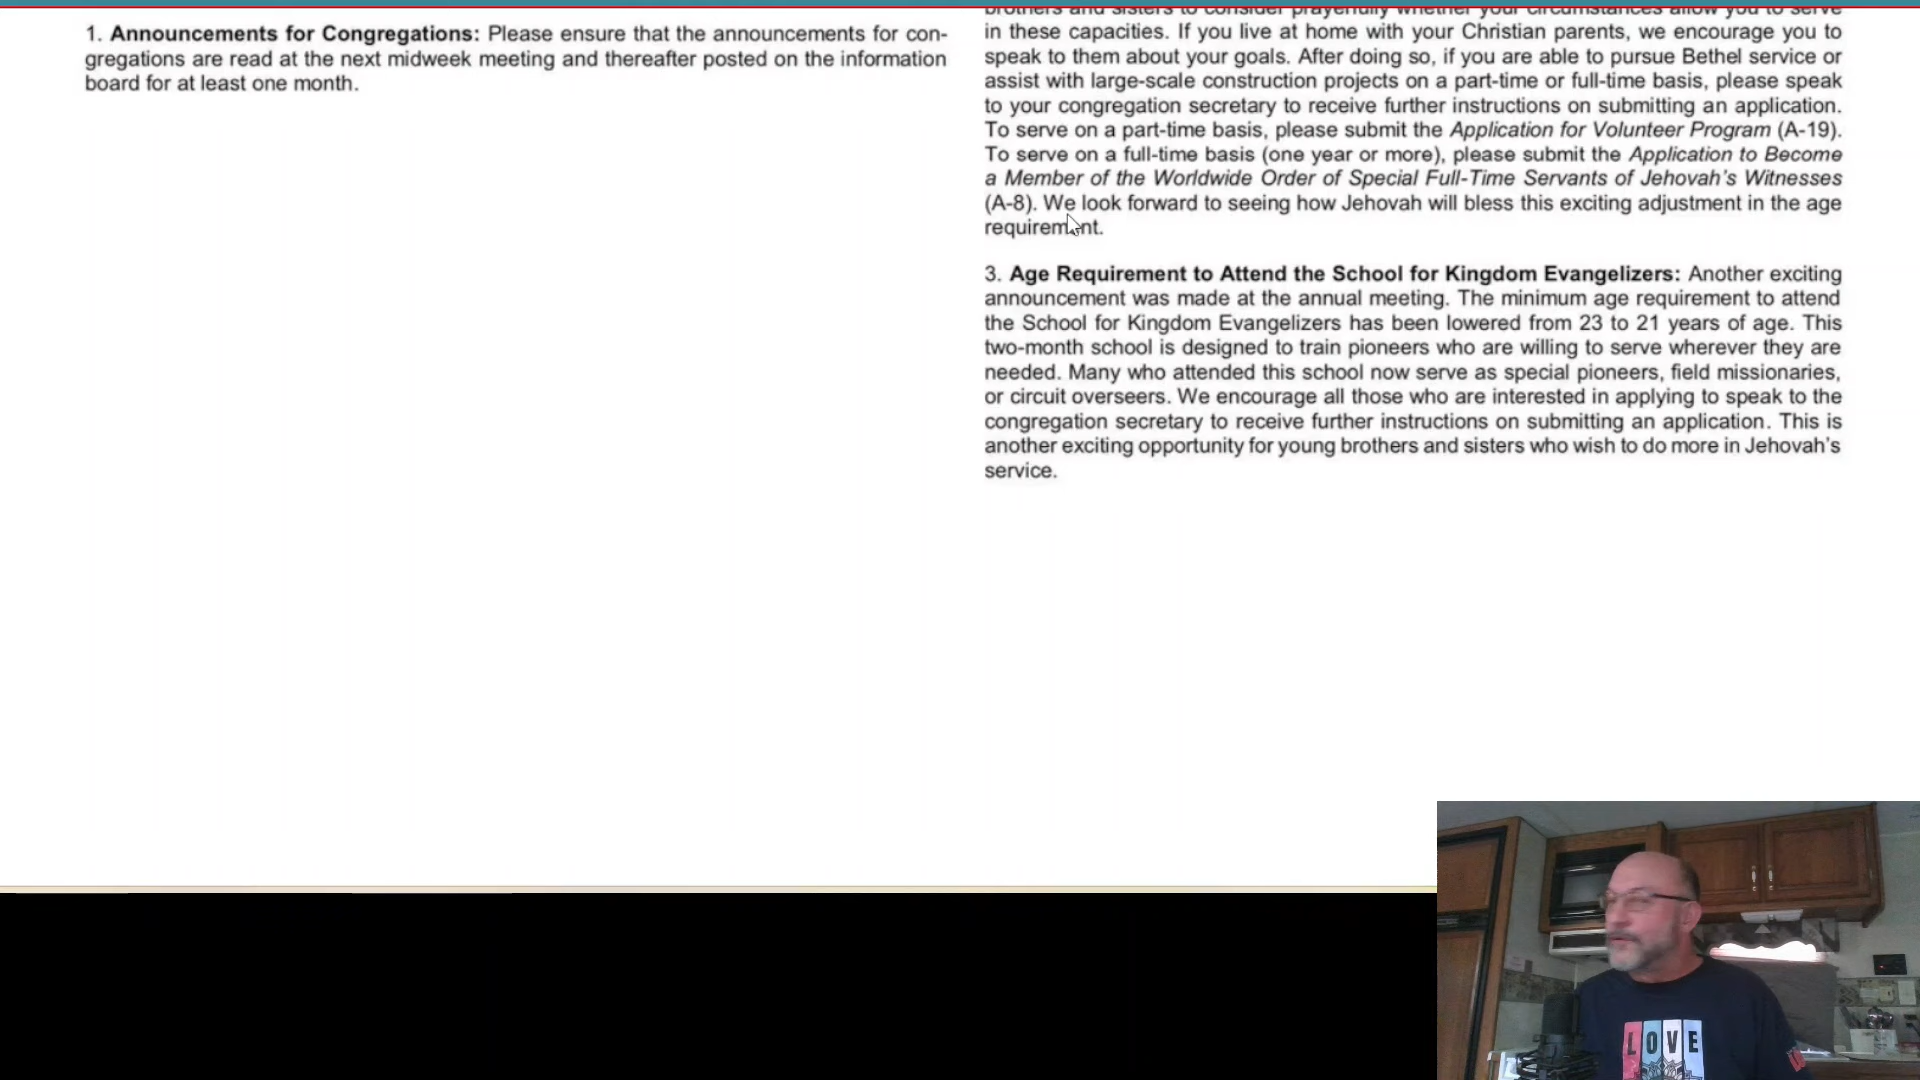 1. Announcements for Congregations: Please ensure that the announcements for con-
gregations are read at the next midweek meeting and thereafter posted on the information
board for at least one month.
brothers and sisters to consider prayerfully whether your circumstances allow you to serve
in these capacities. If you live at home with your Christian parents, we encourage you to
speak to them about your goals. After doing so, if you are able to pursue Bethel service or
assist with large-scale construction projects on a part-time or full-time basis, please speak
to your congregation secretary to receive further instructions on submitting an application.
To serve on a part-time basis, please submit the Application for Volunteer Program (A-19).
To serve on a full-time basis (one year or more), please submit the Application to Become
a Member of the Worldwide Order of Special Full-Time Servants of Jehovah's Witnesses
(A-8). We look forward to seeing how Jehovah will bless this exciting adjustment in the age
requirement.
3. Age Requirement to Attend the School for Kingdom Evangelizers: Another exciting
announcement was made at the annual meeting. The minimum age requirement to attend
the School for Kingdom Evangelizers has been lowered from 23 to 21 years of age. This
two-month school is designed to train pioneers who are willing to serve wherever they are
needed. Many who attended this school now serve as special pioneers, field missionaries,
or circuit overseers. We encourage all those who are interested in applying to speak to the
congregation secretary to receive further instructions on submitting an application. This is
another exciting opportunity for young brothers and sisters who wish to do more in Jehovah's
service.
LOVE